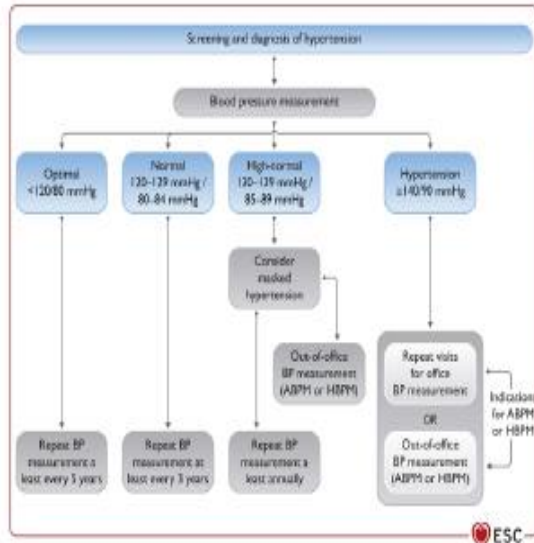 Screening and diagnosis of hypertension
Blood pressure measurement
Optimal
<120/80 mmHg
Normal
120–129 mmHg /
80–84 mmHg
High-normal
130–139 mmHg /
85–89 mmHg
Hypertension
≥140/90 mmHg
Consider
masked
hypertension
Out-of-office
BP measurement
(ABPM or HBPM)
Repeat visits
for office
BP measurement
Indications
for ABPM
or HBPM
OR
Out-of-office
BP measurement
(ABPM or HBPM)
Repeat BP
measurement at
least every 5 years
Repeat BP
measurement at
least every 3 years
Repeat BP
measurement at
least annually
ESC